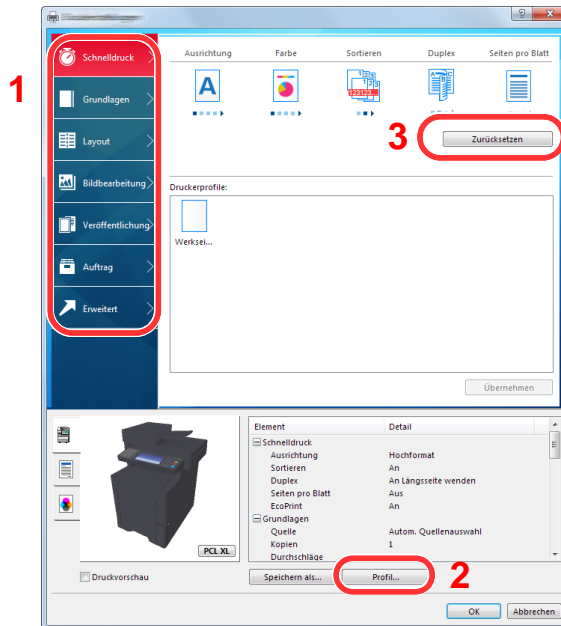 1
Schnelldruck
Grundlagen
Layout
Bildbearbeitung
Veröffentlichung
Auftrag
Erweitert
Ausrichtung Farbe Sortieren Duplex Seiten pro Blatt
3
Zurücksetzen
Druckerprofile:
Werksei...
Übernehmen
PCL XL
Druckvorschau
Element Detail
Schnelldruck
Ausrichtung Hochformat
Sortieren An
Duplex An Längsseite wenden
Seiten pro Blatt Aus
EcoPrint An
Grundlagen
Quelle Autom. Quellenauswahl
Kopien 1
Durchschläge
Speichern als... Profil... 2
OK Abbrechen